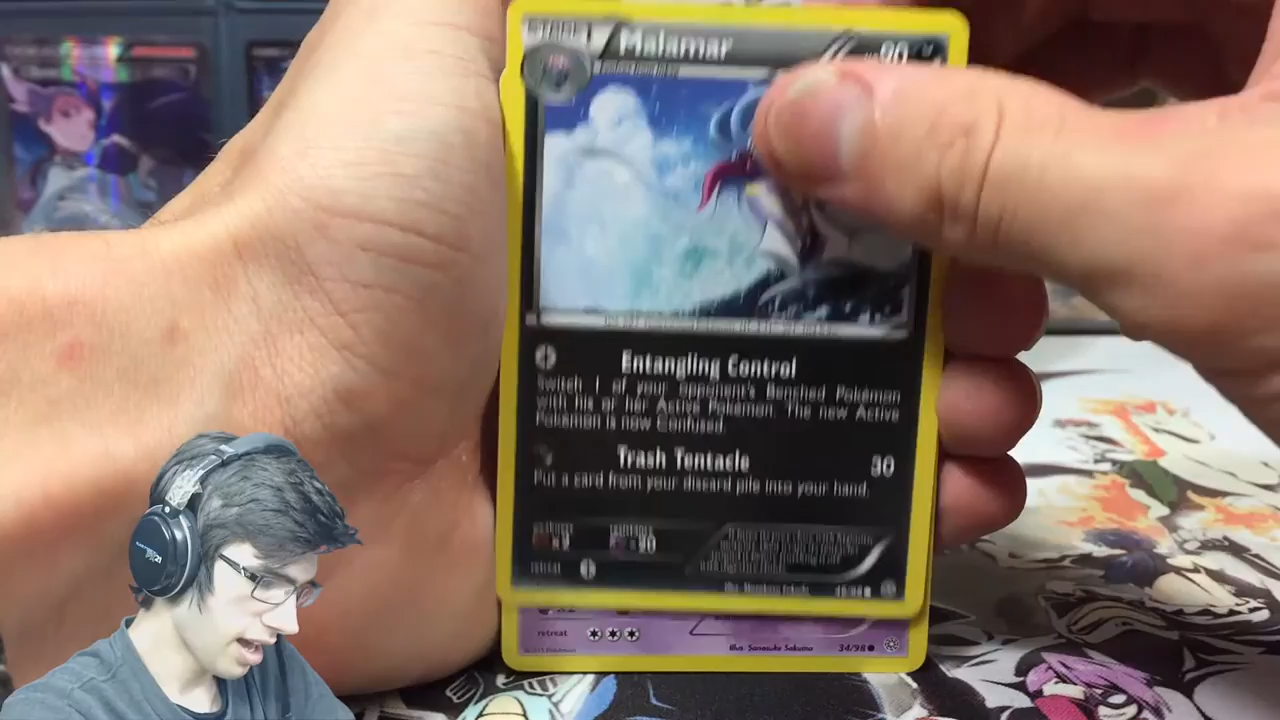 Malamar 90
Entangling Control
Switch 1 of your opponent's Benched Pokémon
with his or her Active Pokémon. The new Active
Pokémon is now Confused.
Trash Tentacle 30
Put a card from your discard pile into your hand.
retreat
retreat
Illus. Sanosuke Sakuma 34/98